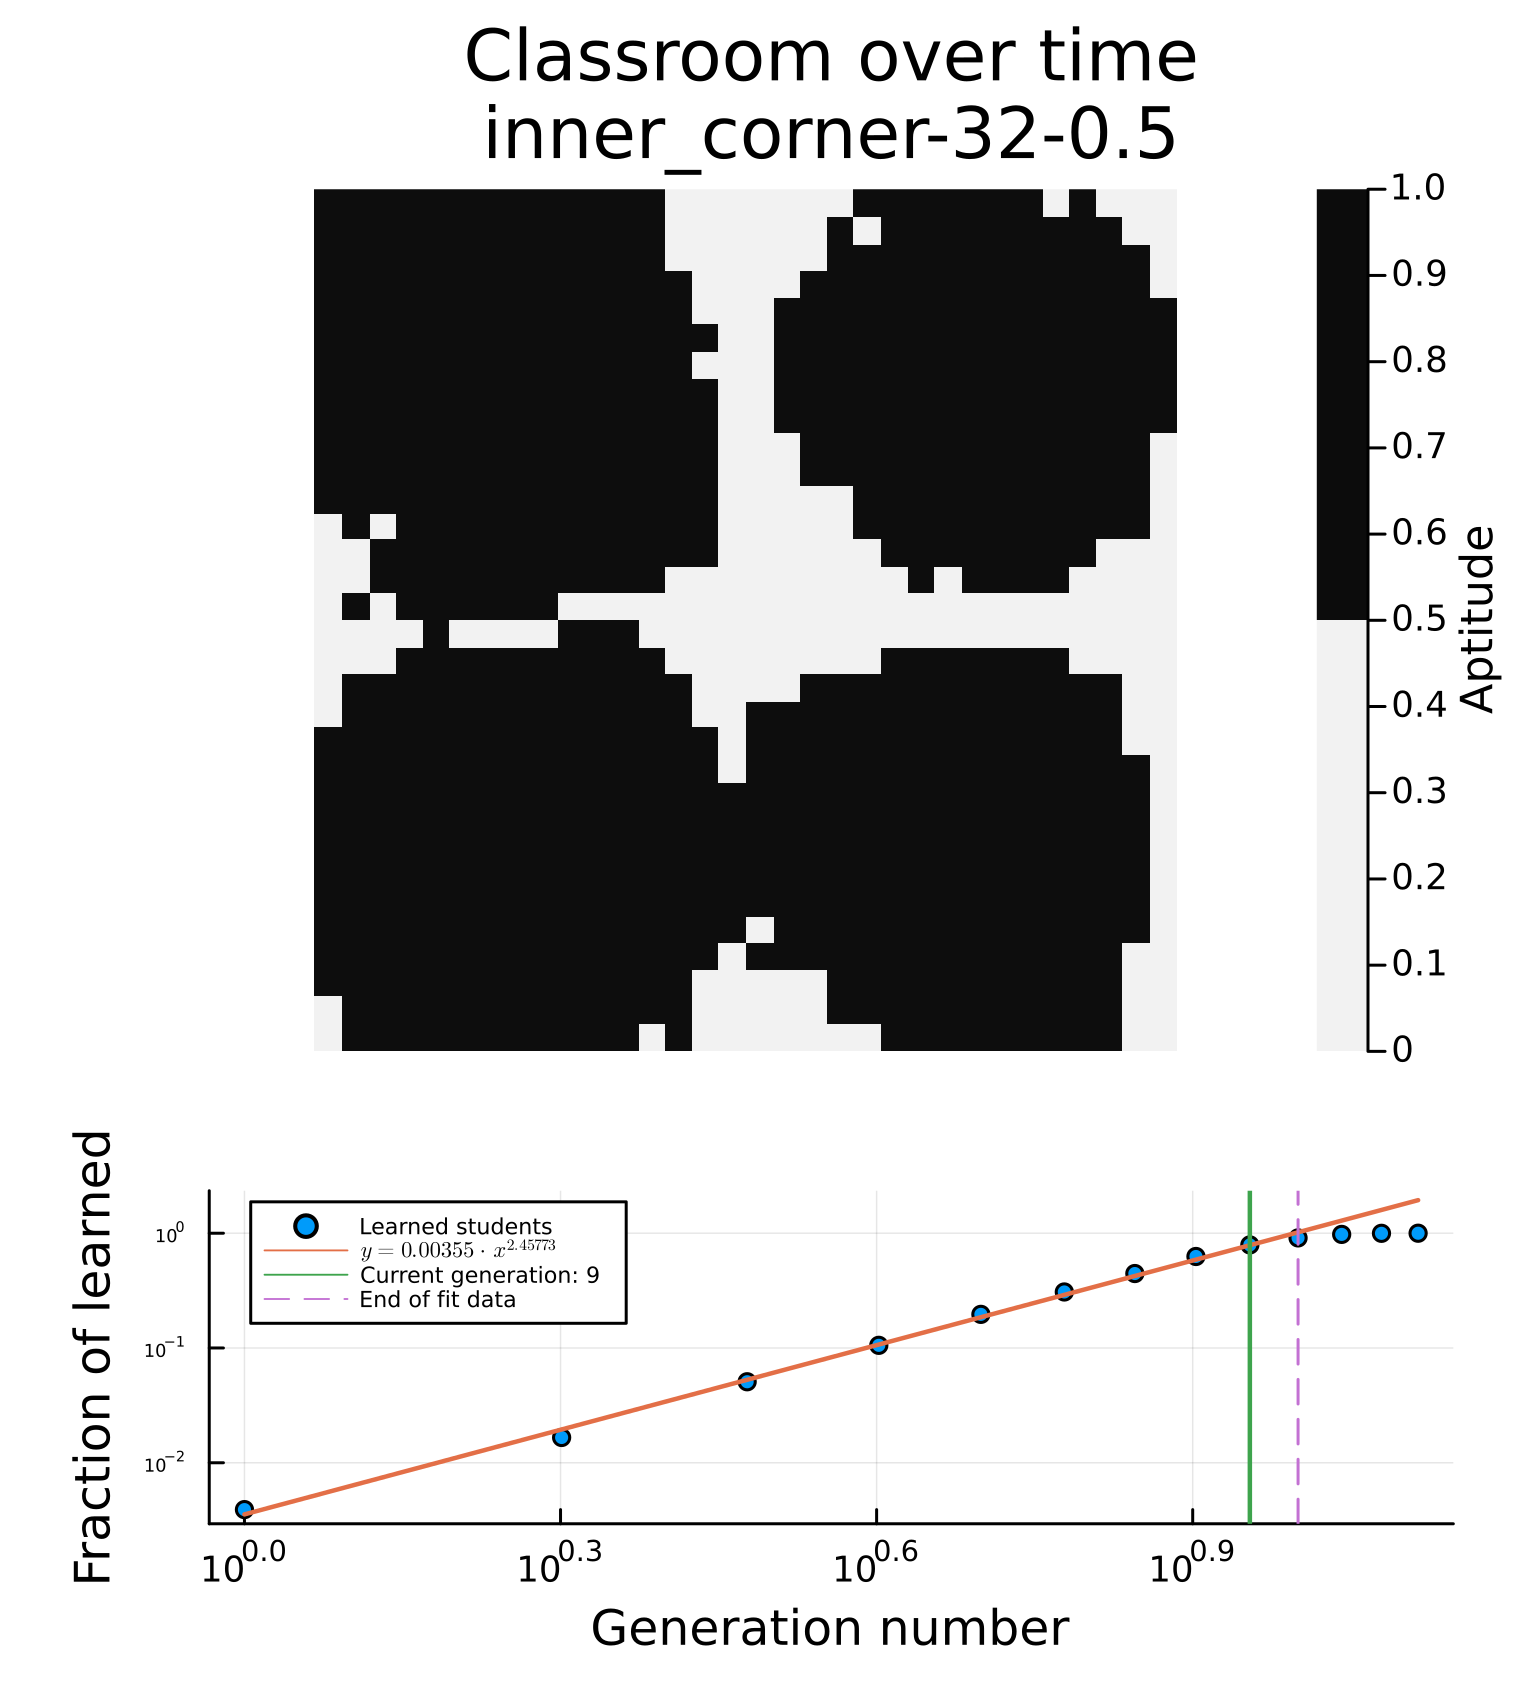 Classroom over time
inner_corner-32-0.5
1.0
0.9
0.8
0.7
0.6
0.5
0.4
0.3
0.2
0.1
0
Aptitude
Fraction of learned
10⁰
10⁻¹
10⁻²
Learned students
y = 0.00355 · x^2.45773
Current generation: 9
End of fit data
10^0.0
10^0.3
10^0.6
10^0.9
Generation number